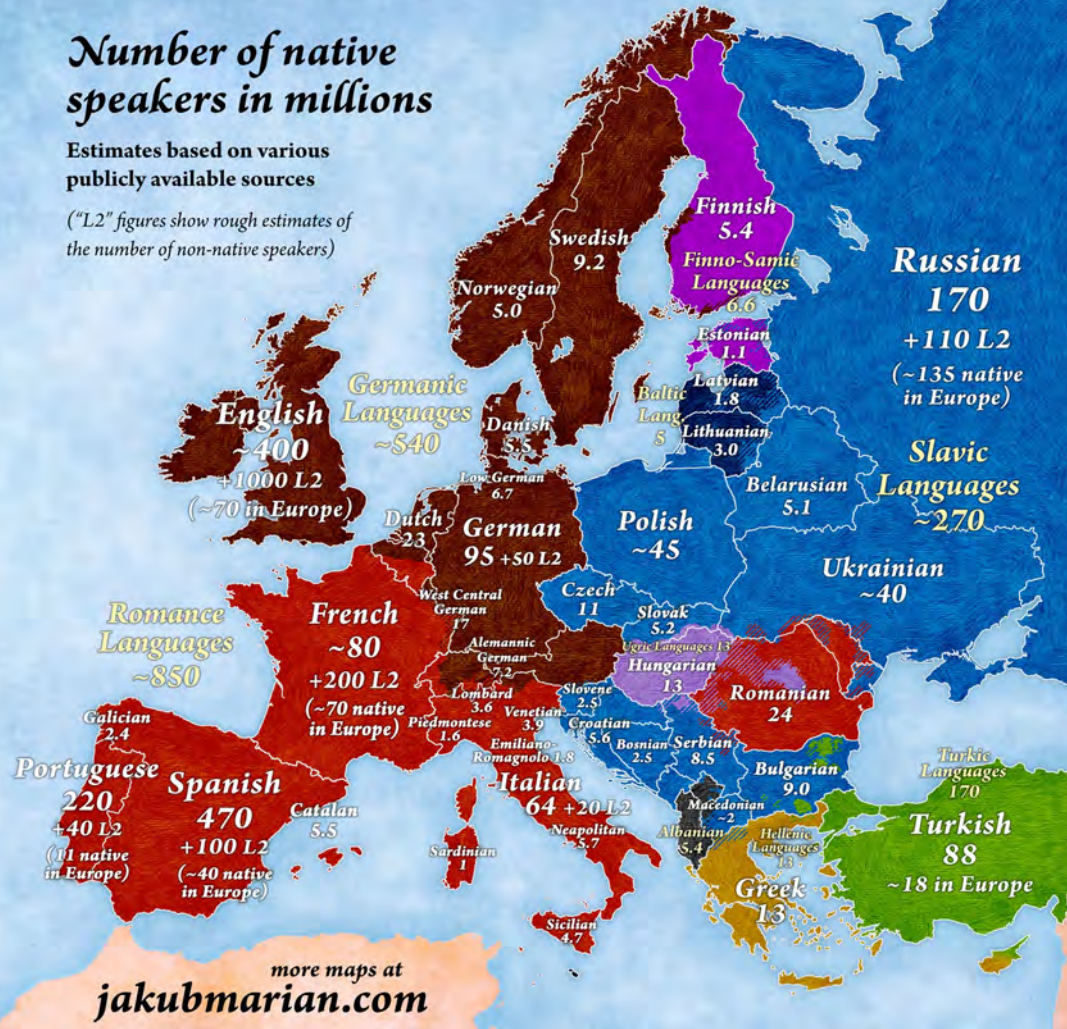 Number of native
speakers in millions
Estimates based on various
publicly available sources
("L2" figures show rough estimates of
the number of non-native speakers)
Finnish
5.4
Finno-Samic
Languages
6.6
Swedish
9.2
Norwegian
5.0
Russian
170
+110 L2
(~135 native
in Europe)
Estonian
1.1
Latvian
1.8
Baltic
Lang.
5
Lithuanian
3.0
Germanic
Languages
~540
English
~400
+1000 L2
(~70 in Europe)
Danish
5.5
Low German
6.7
Dutch
23
German
95 +50 L2
Polish
~45
Belarusian
5.1
Slavic
Languages
~270
Ukrainian
~40
Czech
11
Slovak
5.2
West Central
German
17
Alemannic
German
7.2
Romance
Languages
~850
French
~80
+200 L2
(~70 native
in Europe)
Ugric Languages 13
Hungarian
13
Romanian
24
Lombard
3.6
Piedmontese
1.6
Venetian
3.9
Emiliano-
Romagnolo 1.8
Slovene
2.5
Croatian
5.6
Bosnian
2.5
Serbian
8.5
Bulgarian
9.0
Macedonian
~2
Albanian
5.4
Hellenic
Languages
13
Greek
13
Turkic
Languages
170
Turkish
88
~18 in Europe
Galician
2.4
Portuguese
220
+40 L2
(11 native
in Europe)
Spanish
470
+100 L2
(~40 native
in Europe)
Catalan
5.5
Italian
64 +20 L2
Neapolitan
5.7
Sardinian
1
Sicilian
4.7
more maps at
jakubmarian.com